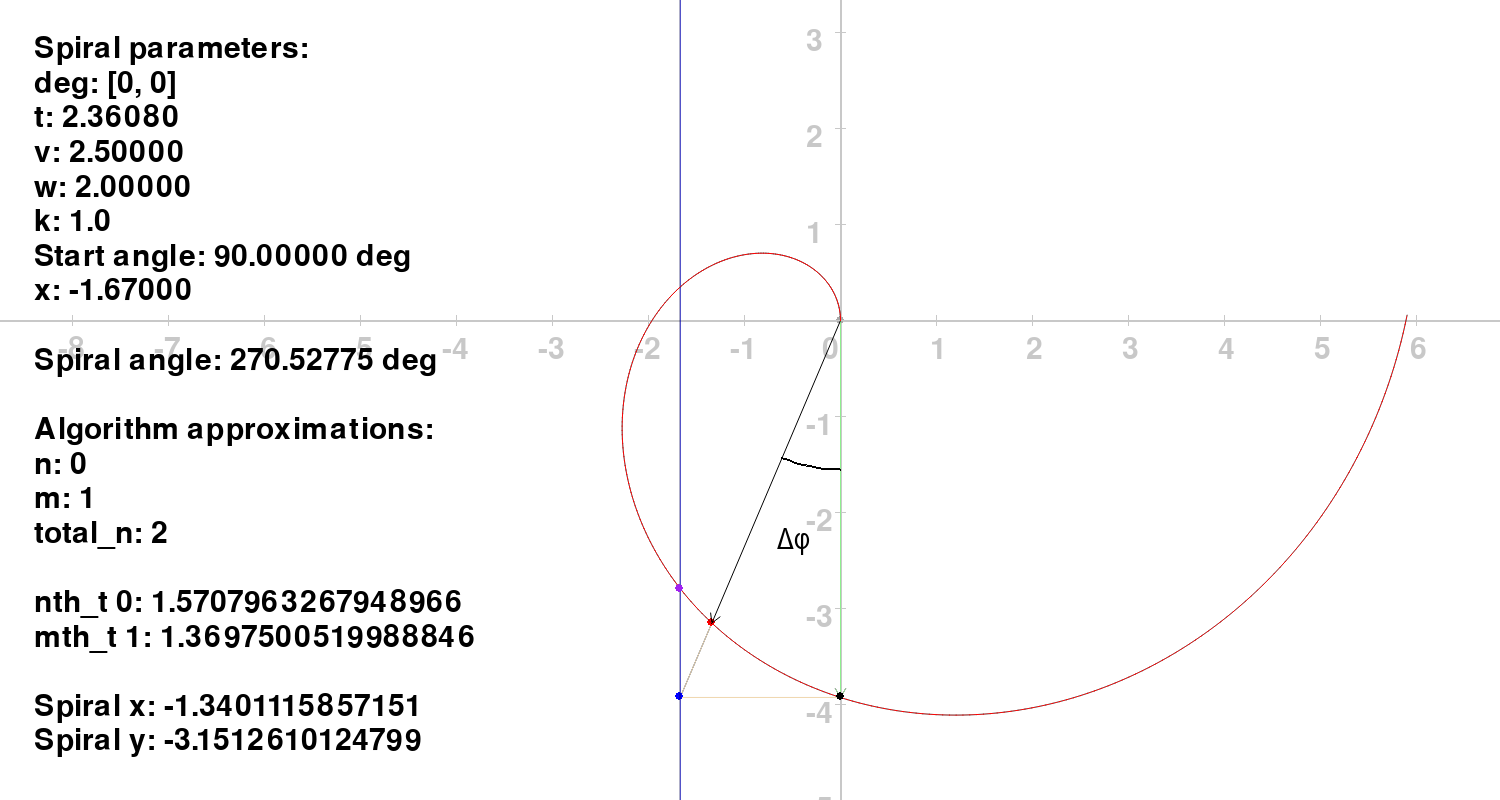 Spiral parameters:
deg: [0, 0]
t: 2.36080
v: 2.50000
w: 2.00000
k: 1.0
Start angle: 90.00000 deg
x: -1.67000
Spiral angle: 270.52775 deg
Algorithm approximations:
n: 0
m: 1
total_n: 2
nth_t 0: 1.5707963267948966
mth_t 1: 1.3697500519988846
Spiral x: -1.3401115857151
Spiral y: -3.1512610124799
3
2
1
-8 -7 -6 -5 -4 -3 -2 -1 0 1 2 3 4 5 6
-1
-2
Δφ
-3
-4